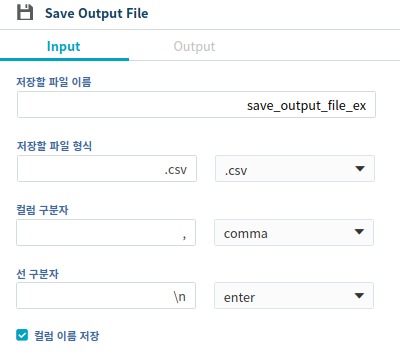 Save Output File
Input Output
저장할 파일 이름
save_output_file_ex
저장할 파일 형식
.csv .csv
컬럼 구분자
, comma
선 구분자
\n enter
컬럼 이름 저장